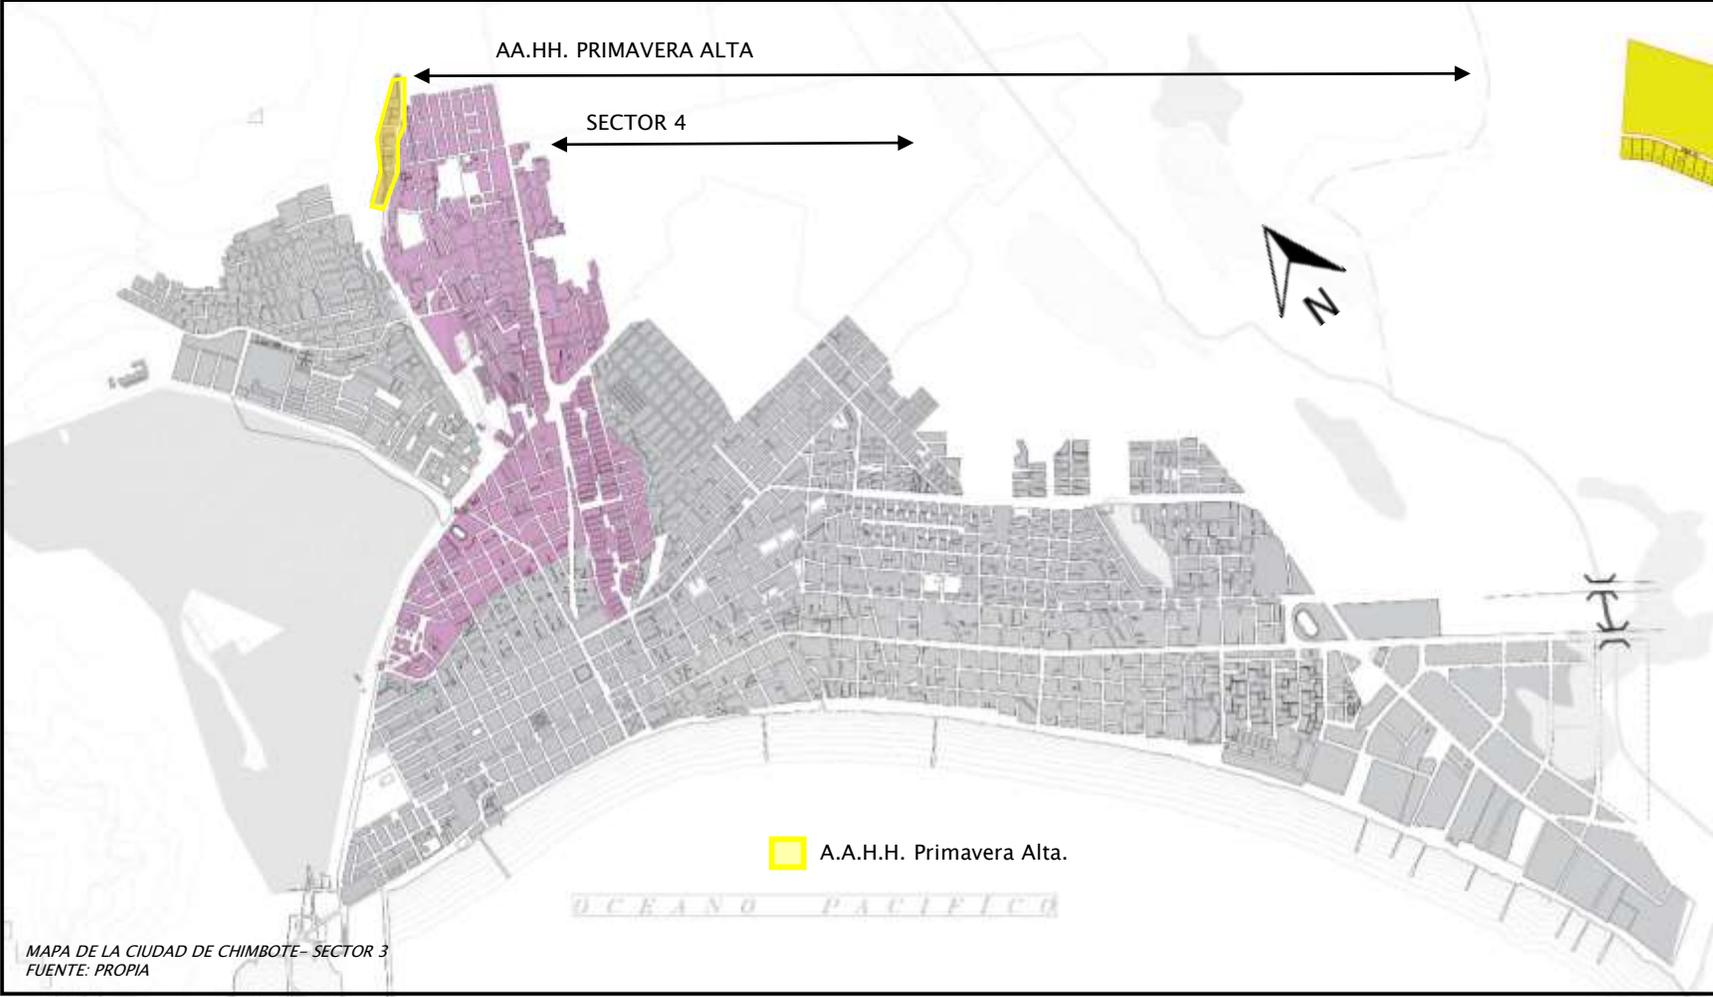 AA.HH. PRIMAVERA ALTA
SECTOR 4
N
A.A.H.H. Primavera Alta.
OCEANO PACIFICO
MAPA DE LA CIUDAD DE CHIMBOTE- SECTOR 3
FUENTE: PROPIA